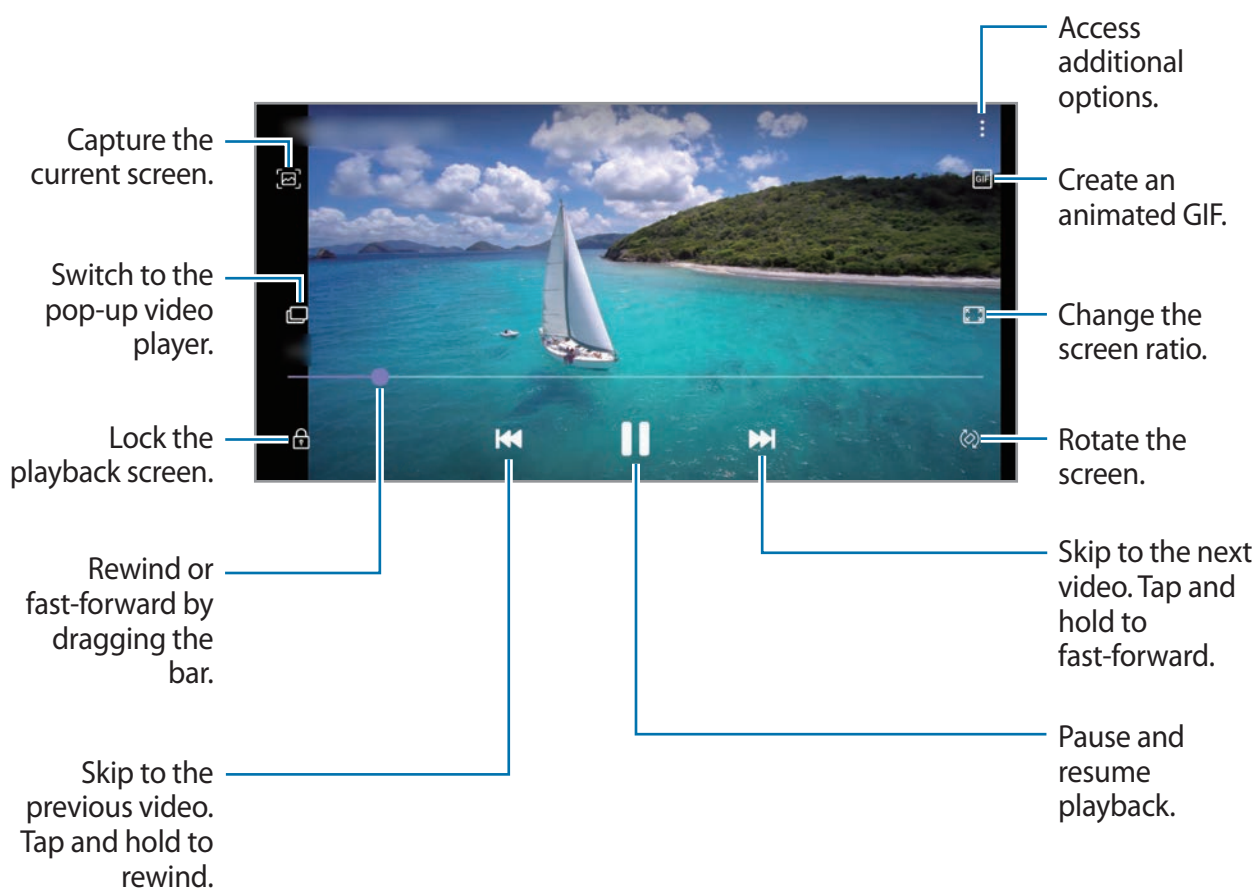 Access
additional
options.
Capture the
current screen.
GIF
Create an
animated GIF.
Switch to the
pop-up video
player.
Change the
screen ratio.
Lock the
playback screen.
Rotate the
screen.
Rewind or
fast-forward by
dragging the
bar.
Skip to the next
video. Tap and
hold to
fast-forward.
Skip to the
previous video.
Tap and hold to
rewind.
Pause and
resume
playback.